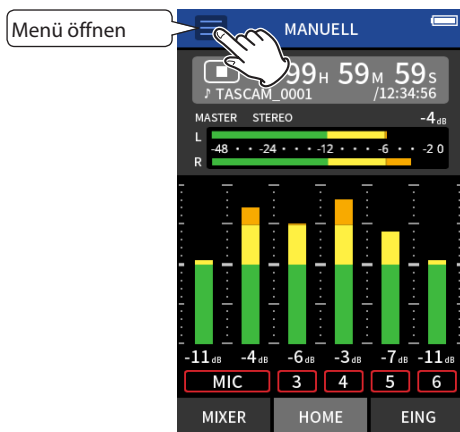 Menü öffnen
MANUELL
99H 59M 59s
♪ TASCAM_0001 /12:34:56
MASTER STEREO -4dB
L
-48 · · -24 · · · -12 · · · -6 · · -2 0
R
-11dB -4dB -6dB -3dB -7dB -11dB
MIC 3 4 5 6
MIXER HOME EING